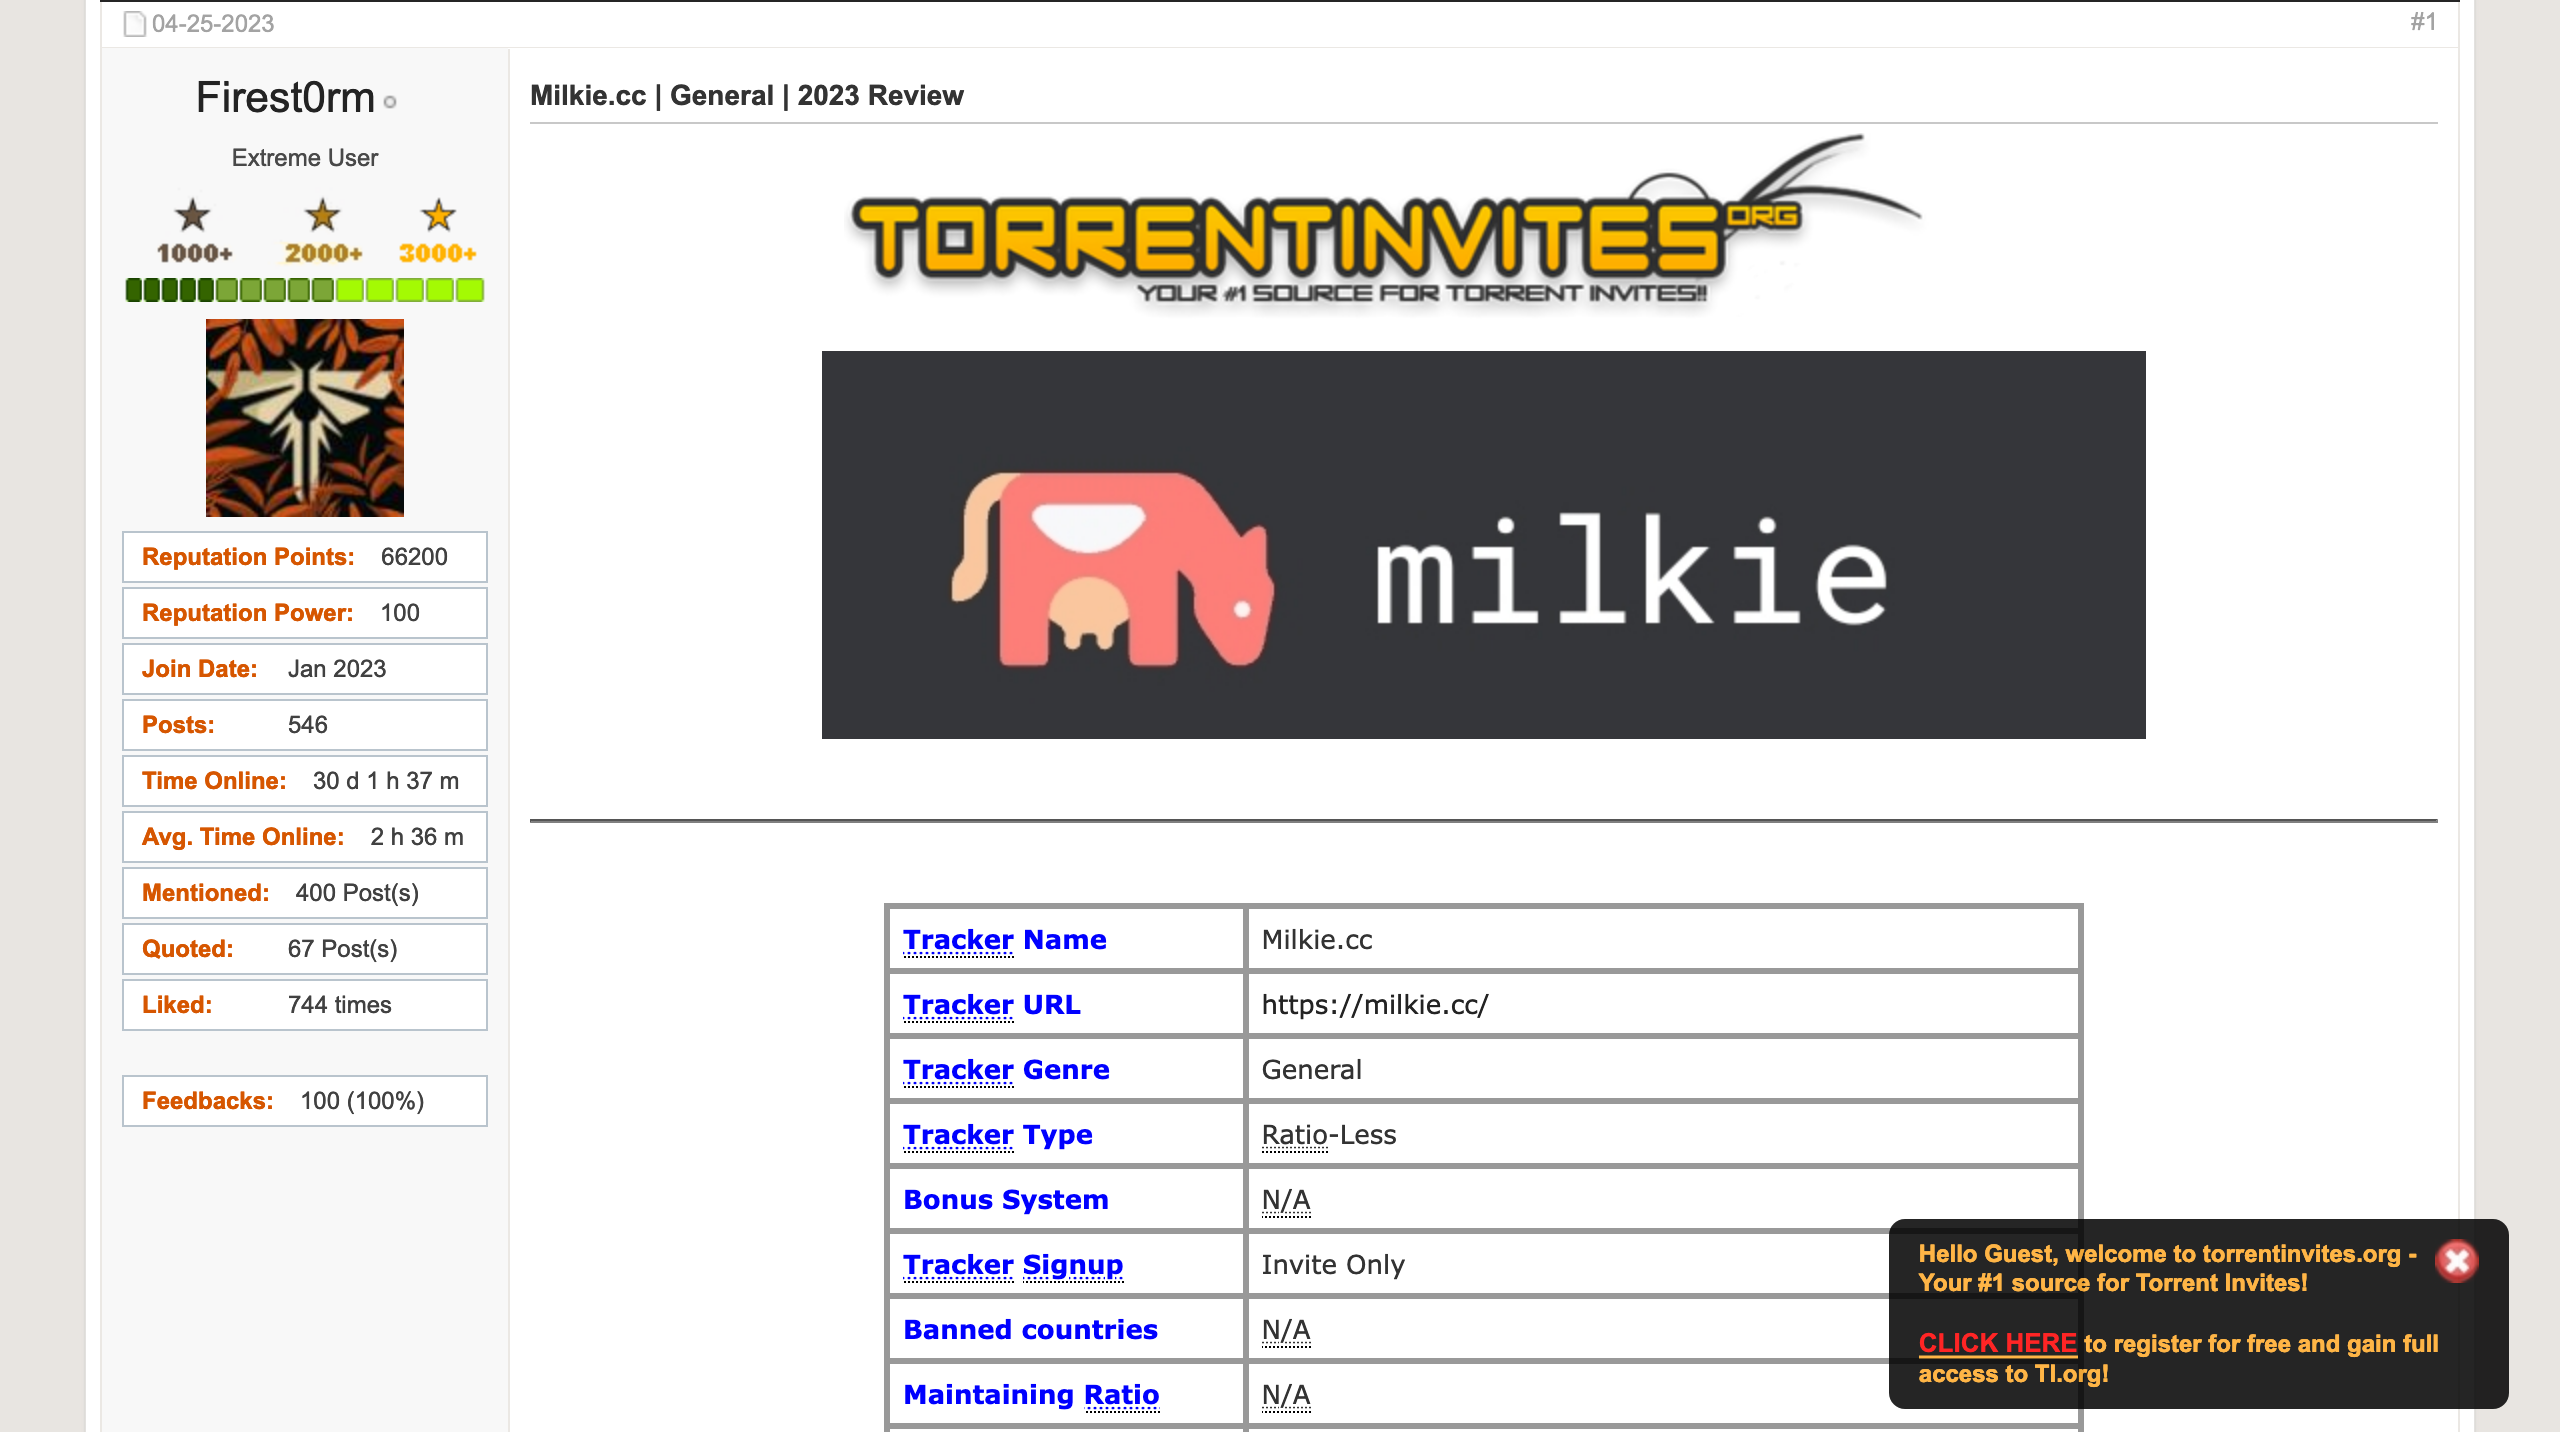 04-25-2023
#1
Firest0rm
Extreme User
1000+ 2000+ 3000+
Reputation Points: 66200
Reputation Power: 100
Join Date: Jan 2023
Posts: 546
Time Online: 30 d 1 h 37 m
Avg. Time Online: 2 h 36 m
Mentioned: 400 Post(s)
Quoted: 67 Post(s)
Liked: 744 times
Feedbacks: 100 (100%)
Milkie.cc | General | 2023 Review
TORRENTINVITES ORG
YOUR #1 SOURCE FOR TORRENT INVITES!!
milkie
Tracker Name Milkie.cc
Tracker URL https://milkie.cc/
Tracker Genre General
Tracker Type Ratio-Less
Bonus System N/A
Tracker Signup Invite Only
Banned countries N/A
Maintaining Ratio N/A
Hello Guest, welcome to torrentinvites.org -
Your #1 source for Torrent Invites!
CLICK HERE to register for free and gain full
access to TI.org!